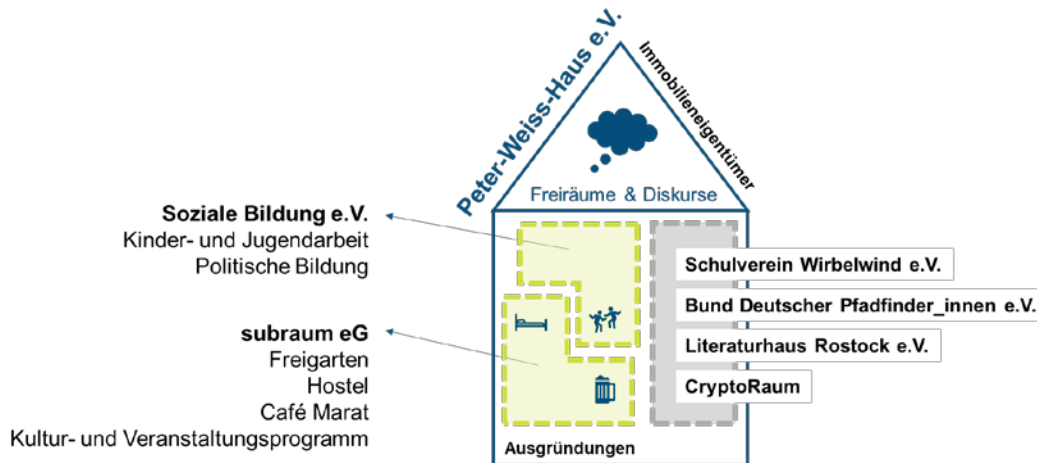 Peter-Weiss-Haus e.V.
Immobilieneigentümer
Freiräume & Diskurse
Soziale Bildung e.V.
Kinder- und Jugendarbeit
Politische Bildung
subraum eG
Freigarten
Hostel
Café Marat
Kultur- und Veranstaltungsprogramm
Schulverein Wirbelwind e.V.
Bund Deutscher Pfadfinder_innen e.V.
Literaturhaus Rostock e.V.
CryptoRaum
Ausgründungen